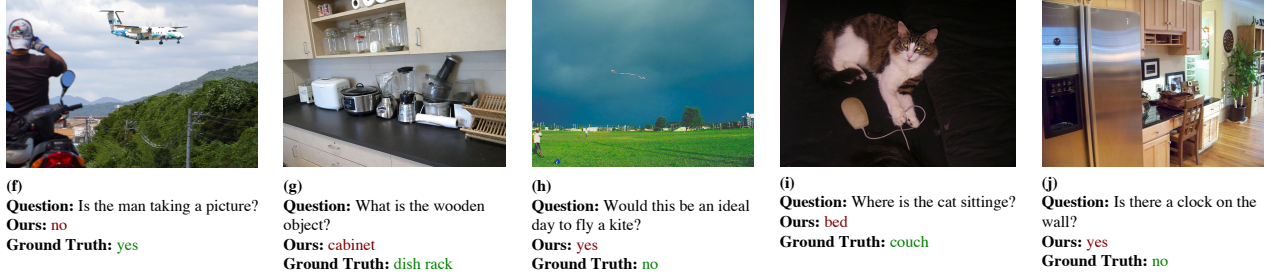 (f)
Question: Is the man taking a picture?
Ours: no
Ground Truth: yes
(g)
Question: What is the wooden
object?
Ours: cabinet
Ground Truth: dish rack
(h)
Question: Would this be an ideal
day to fly a kite?
Ours: yes
Ground Truth: no
(i)
Question: Where is the cat sittinge?
Ours: bed
Ground Truth: couch
(j)
Question: Is there a clock on the
wall?
Ours: yes
Ground Truth: no